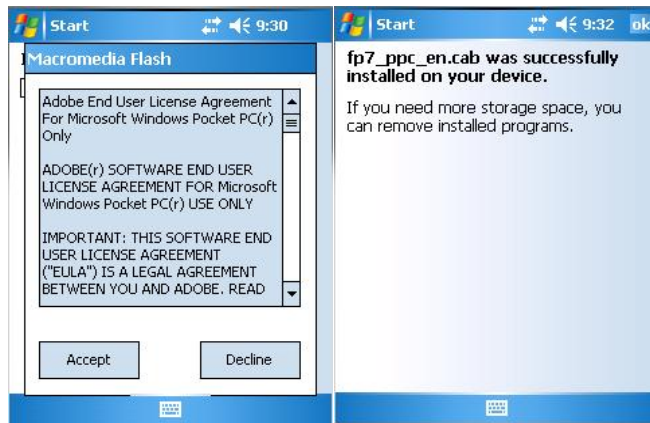 Start 9:30
Macromedia Flash
Adobe End User License Agreement
For Microsoft Windows Pocket PC(r)
Only
ADOBE(r) SOFTWARE END USER
LICENSE AGREEMENT FOR Microsoft
Windows Pocket PC(r) USE ONLY
IMPORTANT: THIS SOFTWARE END
USER LICENSE AGREEMENT
("EULA") IS A LEGAL AGREEMENT
BETWEEN YOU AND ADOBE. READ
Accept Decline
Start 9:32 ok
fp7_ppc_en.cab was successfully
installed on your device.
If you need more storage space, you
can remove installed programs.